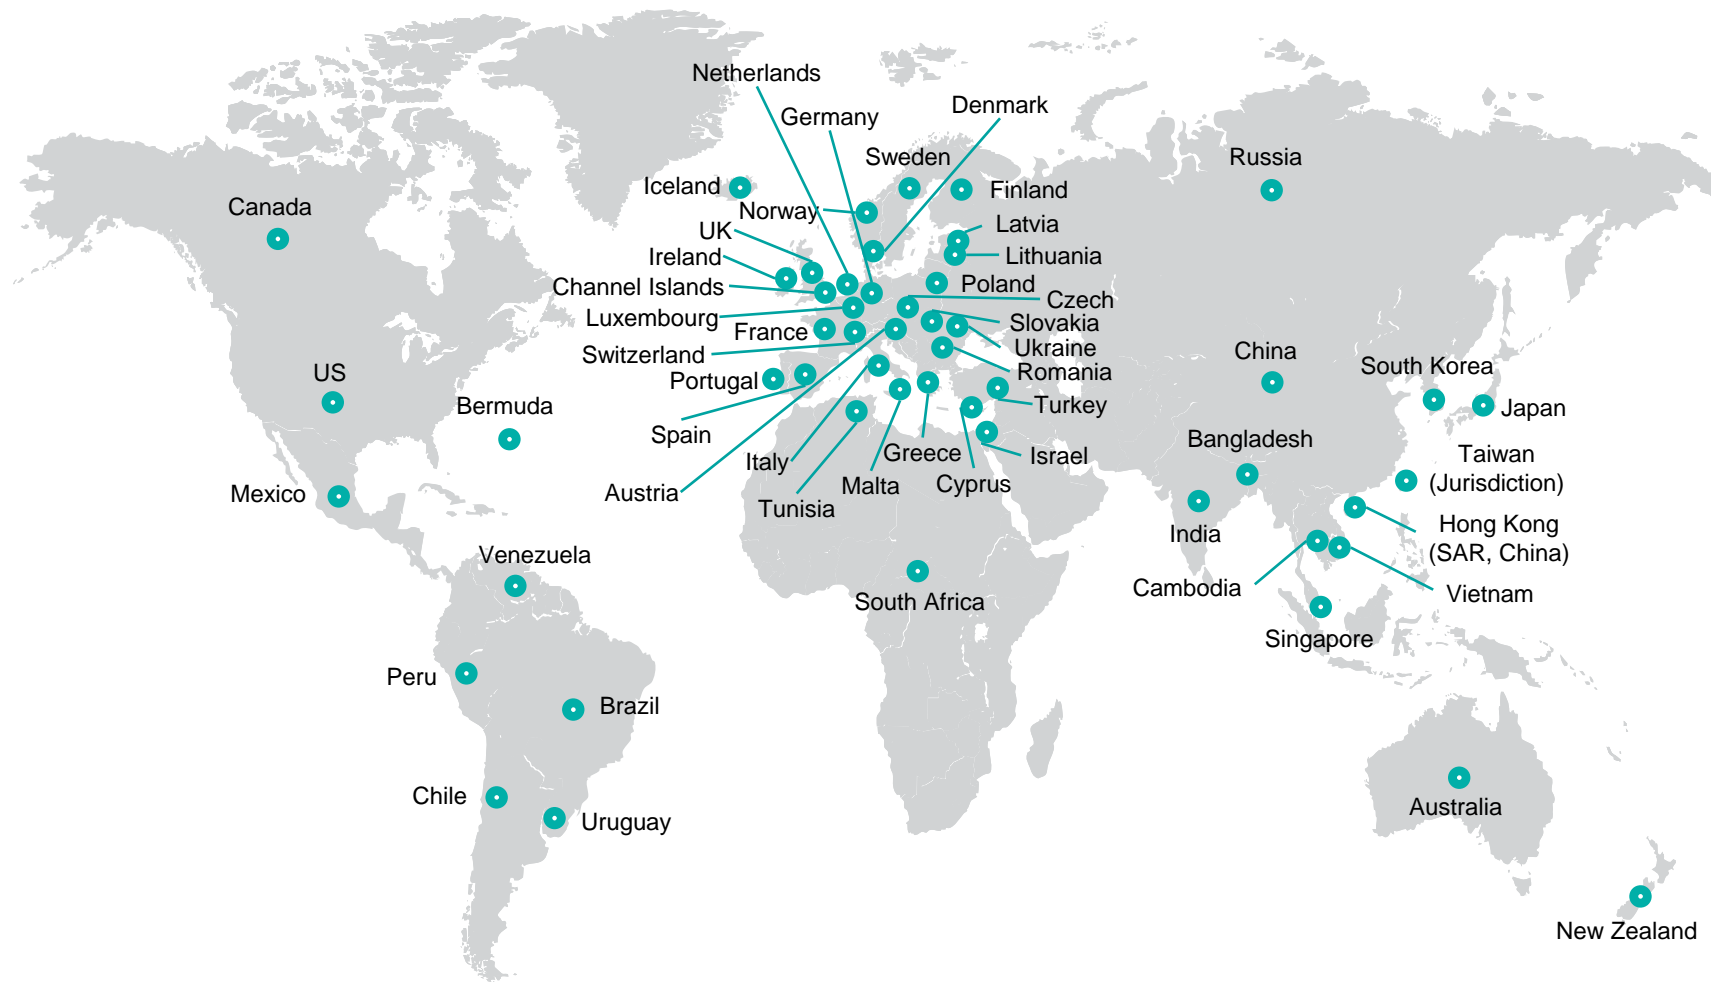 Netherlands
Denmark
Germany
Sweden
Russia
Iceland
Finland
Canada
Norway
Latvia
UK
Ireland
Lithuania
Channel Islands
Poland
Czech
Luxembourg
Slovakia
France
Ukraine
Switzerland
China
South Korea
US
Romania
Portugal
Bermuda
Turkey
Japan
Spain
Bangladesh
Greece
Israel
Taiwan
(Jurisdiction)
Italy
Malta
Cyprus
Austria
Mexico
Tunisia
India
Hong Kong
(SAR, China)
Venezuela
Cambodia
Vietnam
South Africa
Singapore
Peru
Brazil
Chile
Australia
Uruguay
New Zealand